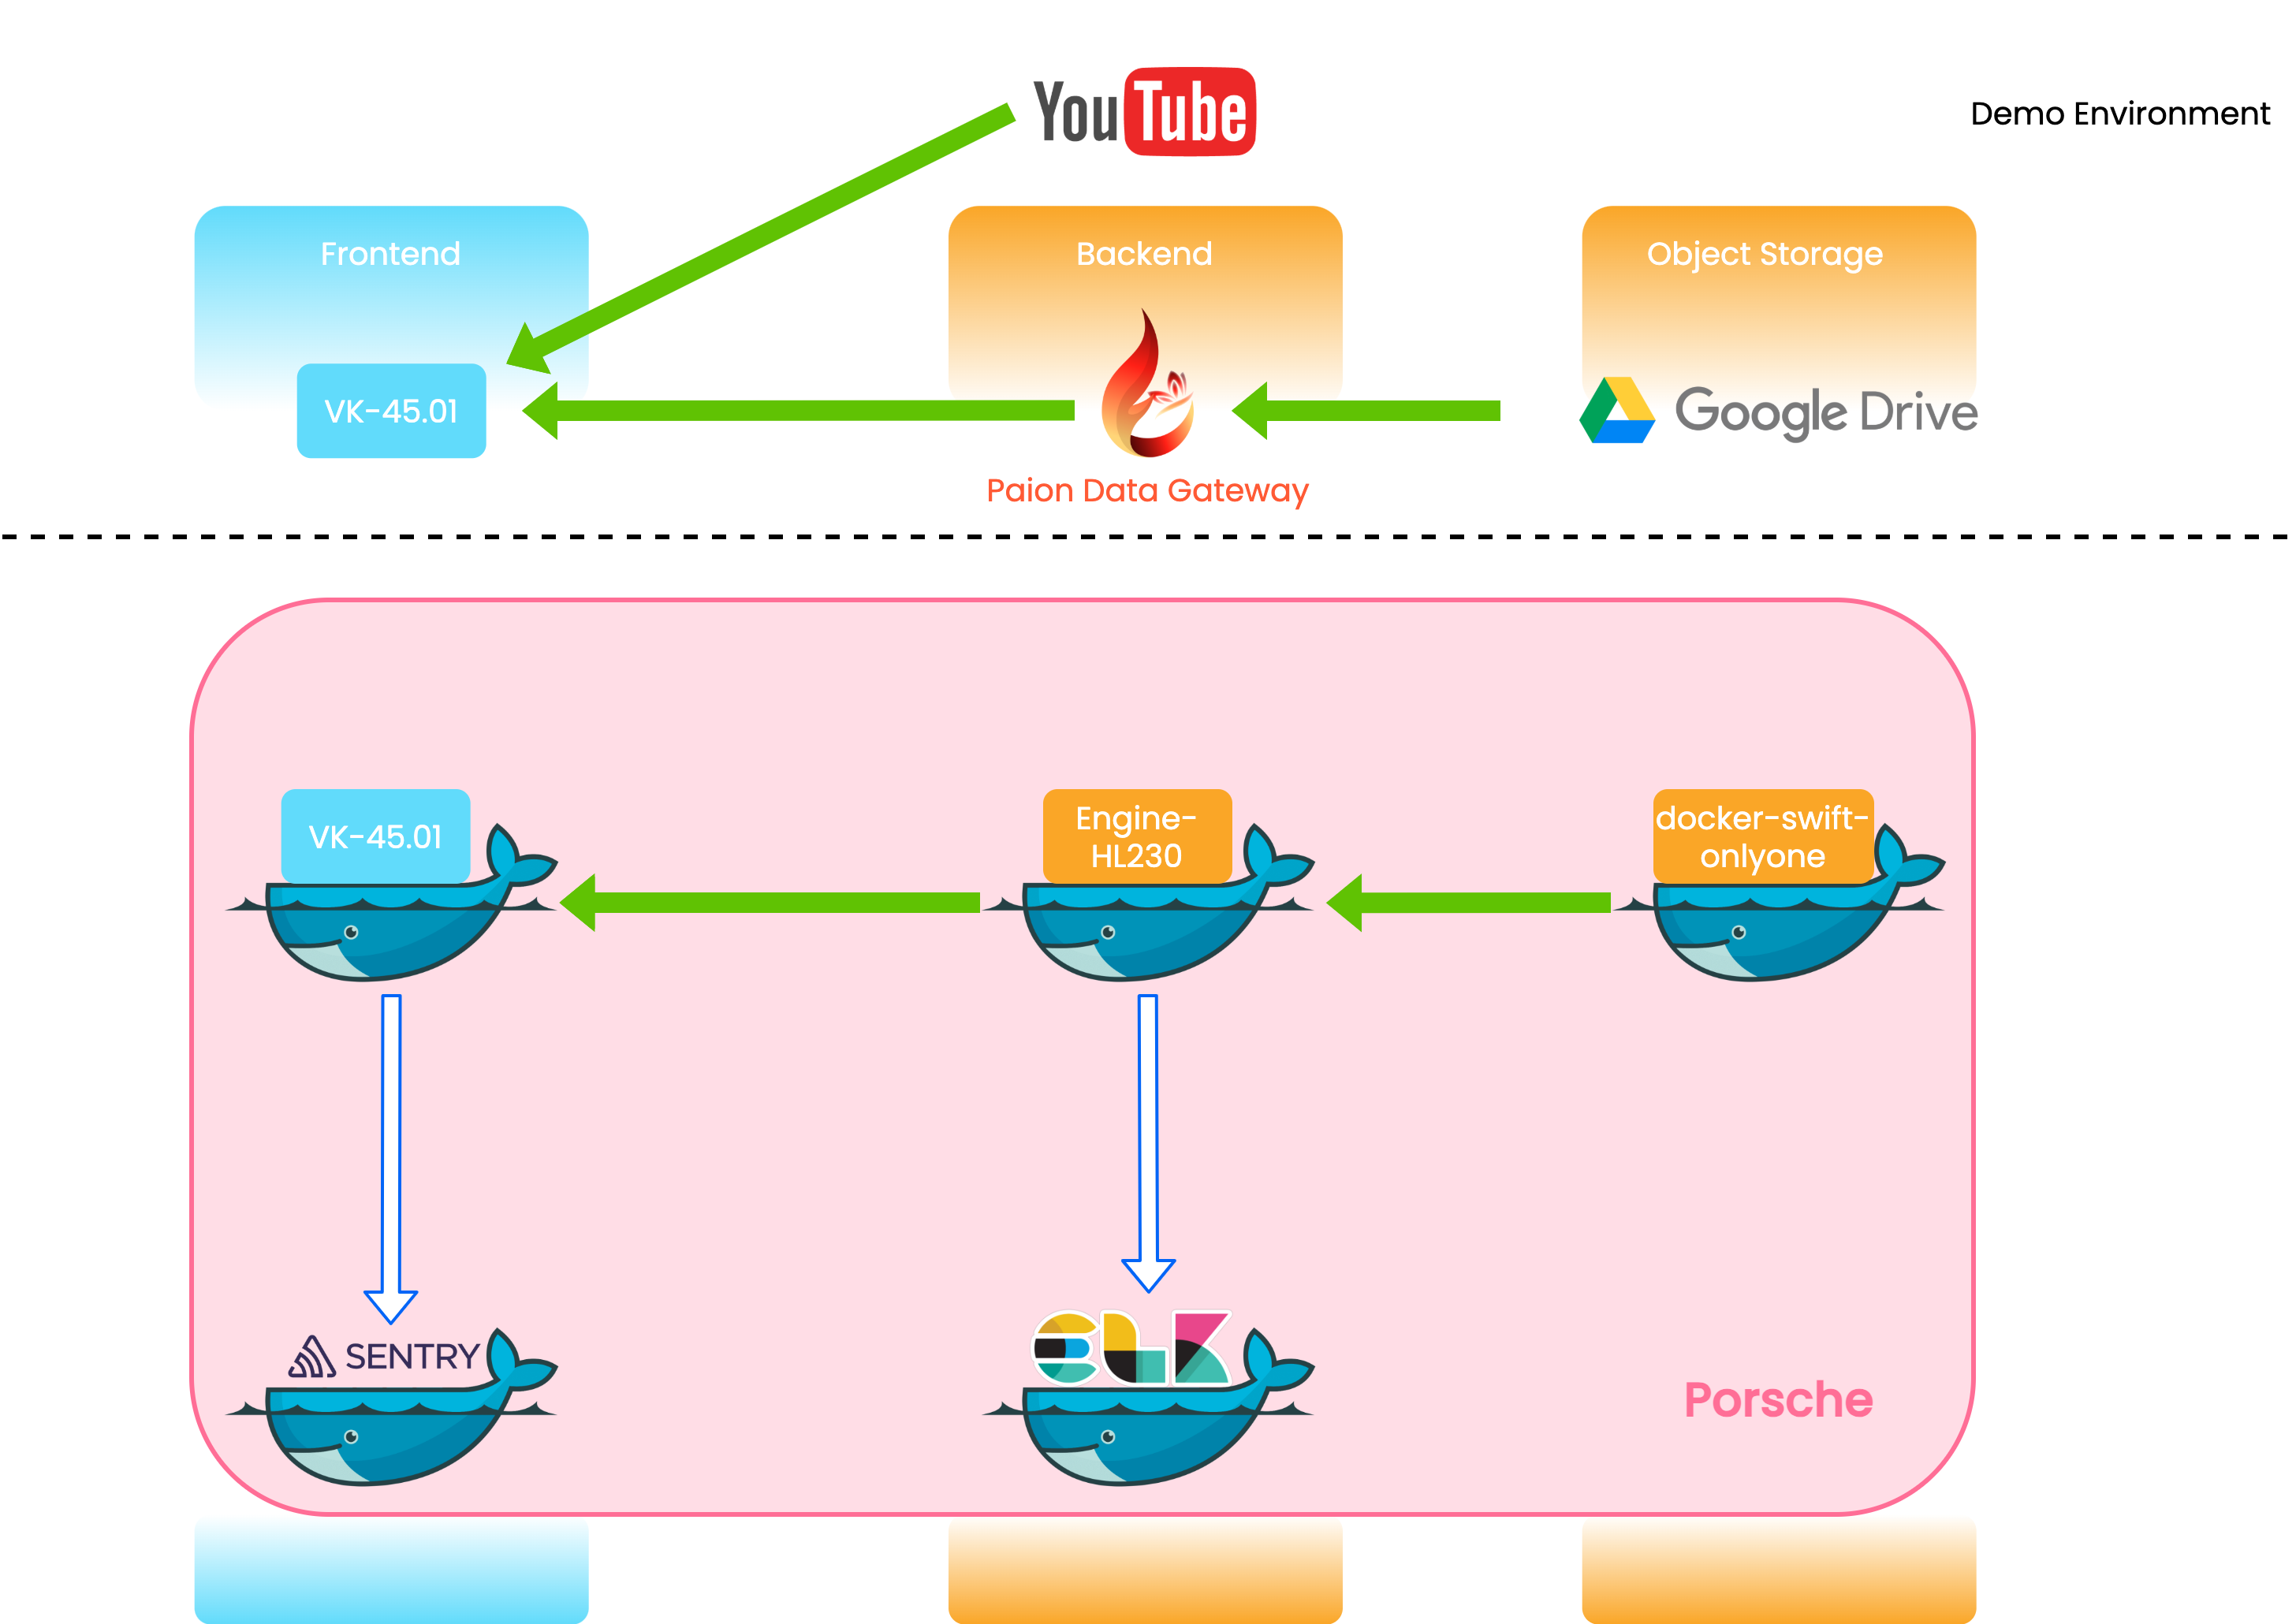 YouTube
Demo Environment
Frontend
Backend
Object Storage
VK-45.01
Google Drive
Paion Data Gateway
VK-45.01
Engine-
HL230
docker-swift-
onlyone
SENTRY
ELK
Porsche